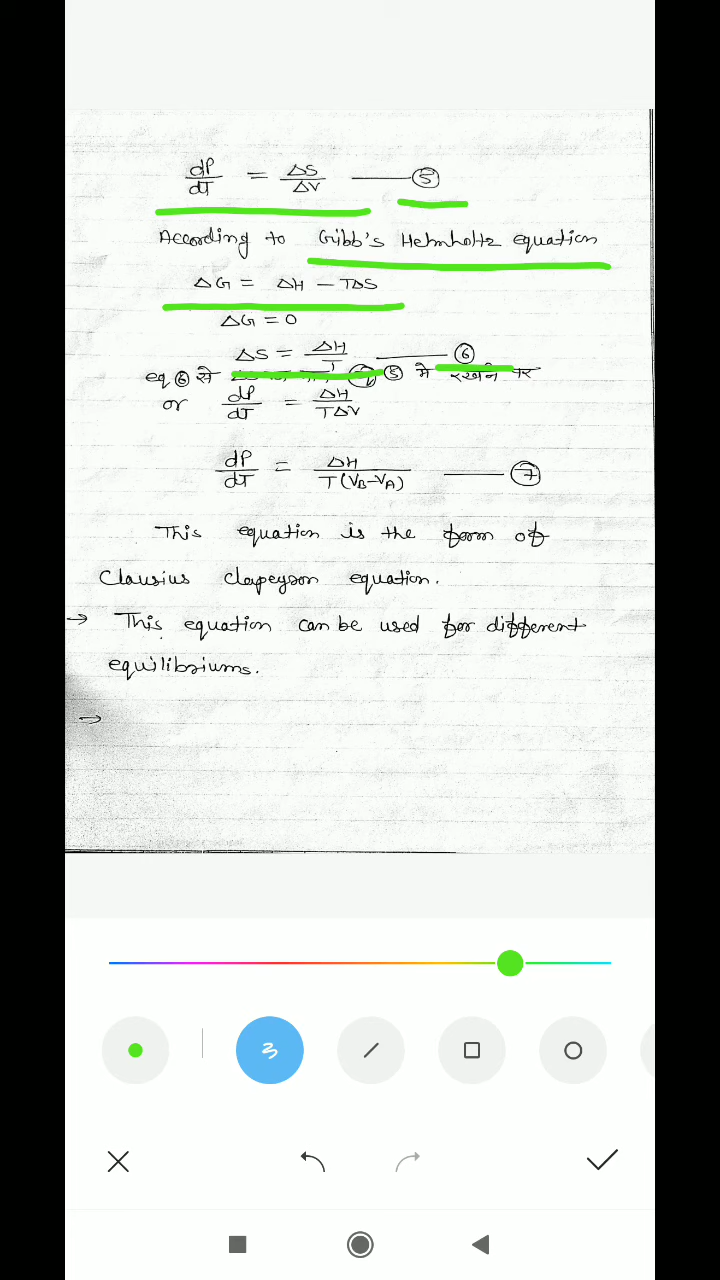 dP/dT = ΔS/ΔV —— ⑤
According to Gibb's Helmholtz equation
ΔG = ΔH - TΔS
ΔG = 0
ΔS = ΔH/T —— ⑥
eq ⑥ से ⑤ मे रखने पर
or dP/dT = ΔH/TΔV
dP/dT = ΔH/T(VB-VA) —— ⑦
This equation is the form of
Clausius clapeyron equation.
→ This equation can be used for different
equilibriums.
→